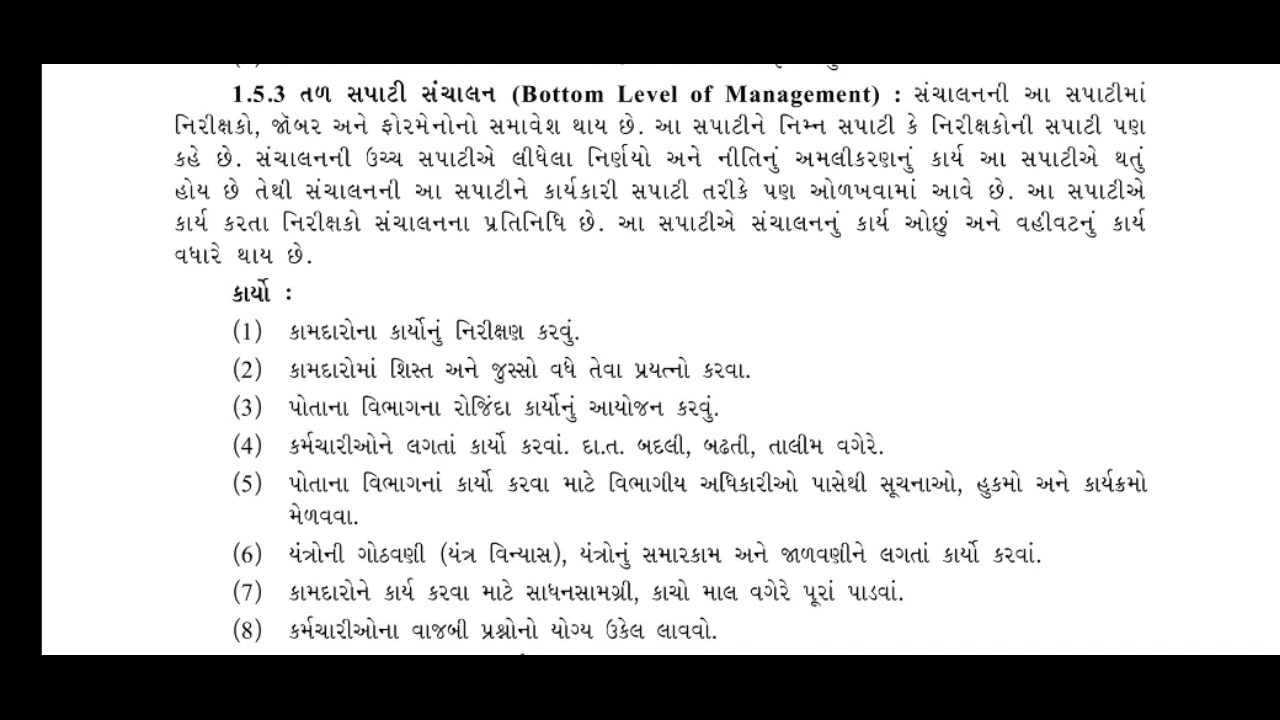 1.5.3 તળ સપાટી સંચાલન (Bottom Level of Management) : સંચાલનની આ સપાટીમાં
નિરીક્ષકો, જૉબર અને ફોરમેનોનો સમાવેશ થાય છે. આ સપાટીને નિમ્ન સપાટી કે નિરીક્ષકોની સપાટી પણ
કહે છે. સંચાલનની ઉચ્ચ સપાટીએ લીધેલા નિર્ણયો અને નીતિનું અમલીકરણનું કાર્ય આ સપાટીએ થતું
હોય છે તેથી સંચાલનની આ સપાટીને કાર્યકારી સપાટી તરીકે પણ ઓળખવામાં આવે છે. આ સપાટીએ
કાર્ય કરતા નિરીક્ષકો સંચાલનના પ્રતિનિધિ છે. આ સપાટીએ સંચાલનનું કાર્ય ઓછું અને વહીવટનું કાર્ય
વધારે થાય છે.
કાર્યો :
(1) કામદારોના કાર્યોનું નિરીક્ષણ કરવું.
(2) કામદારોમાં શિસ્ત અને જુસ્સો વધે તેવા પ્રયત્નો કરવા.
(3) પોતાના વિભાગના રોજિંદા કાર્યોનું આયોજન કરવું.
(4) કર્મચારીઓને લગતાં કાર્યો કરવાં. દા.ત. બદલી, બઢતી, તાલીમ વગેરે.
(5) પોતાના વિભાગનાં કાર્યો કરવા માટે વિભાગીય અધિકારીઓ પાસેથી સૂચનાઓ, હુકમો અને કાર્યક્રમો
મેળવવા.
(6) યંત્રોની ગોઠવણી (યંત્ર વિન્યાસ), યંત્રોનું સમારકામ અને જાળવણીને લગતાં કાર્યો કરવાં.
(7) કામદારોને કાર્ય કરવા માટે સાધનસામગ્રી, કાચો માલ વગેરે પૂરાં પાડવાં.
(8) કર્મચારીઓના વાજબી પ્રશ્નોનો યોગ્ય ઉકેલ લાવવો.